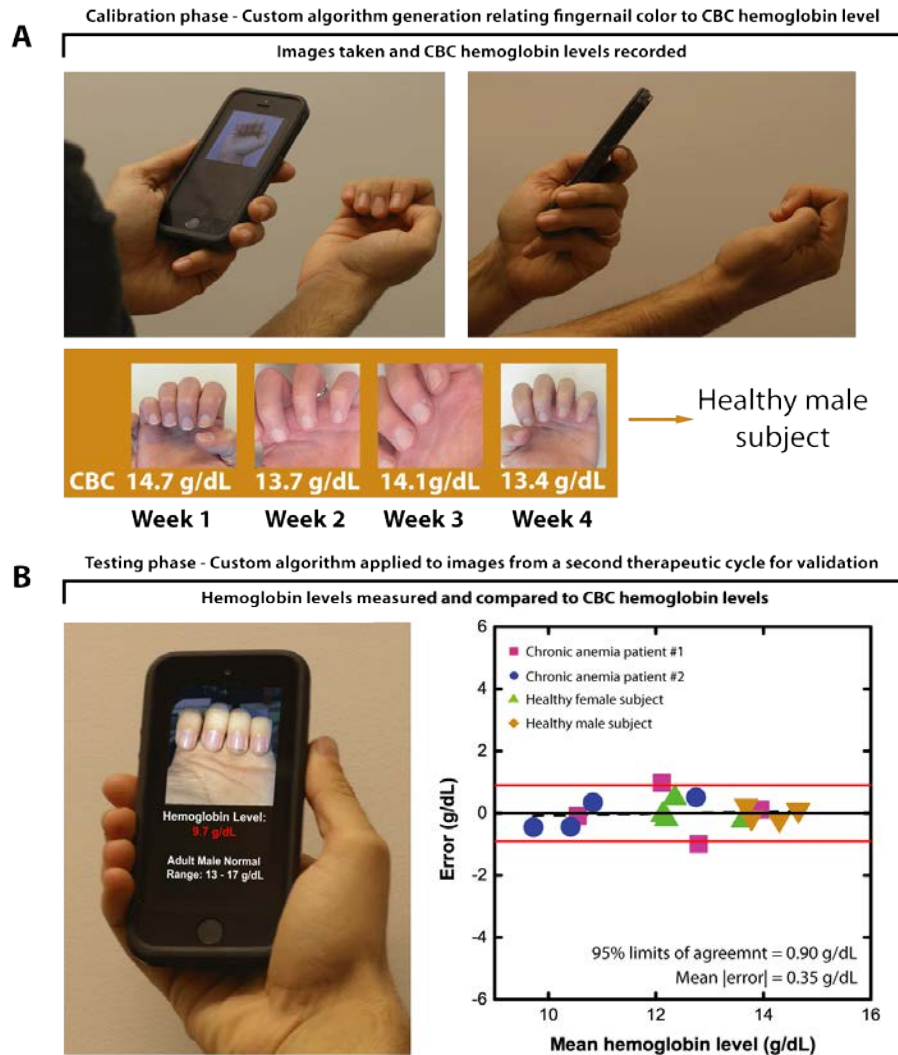 Calibration phase - Custom algorithm generation relating fingernail color to CBC hemoglobin level
A
Images taken and CBC hemoglobin levels recorded
CBC 14.7 g/dL 13.7 g/dL 14.1g/dL 13.4 g/dL
Week 1 Week 2 Week 3 Week 4
Healthy male
subject
Testing phase - Custom algorithm applied to images from a second therapeutic cycle for validation
B
Hemoglobin levels measured and compared to CBC hemoglobin levels
Hemoglobin Level:
9.7 g/dL
Adult Male Normal
Range: 13 - 17 g/dL
6
4
2
0
-2
-4
-6
Error (g/dL)
Chronic anemia patient #1
Chronic anemia patient #2
Healthy female subject
Healthy male subject
95% limits of agreemnt = 0.90 g/dL
Mean |error| = 0.35 g/dL
10 12 14 16
Mean hemoglobin level (g/dL)